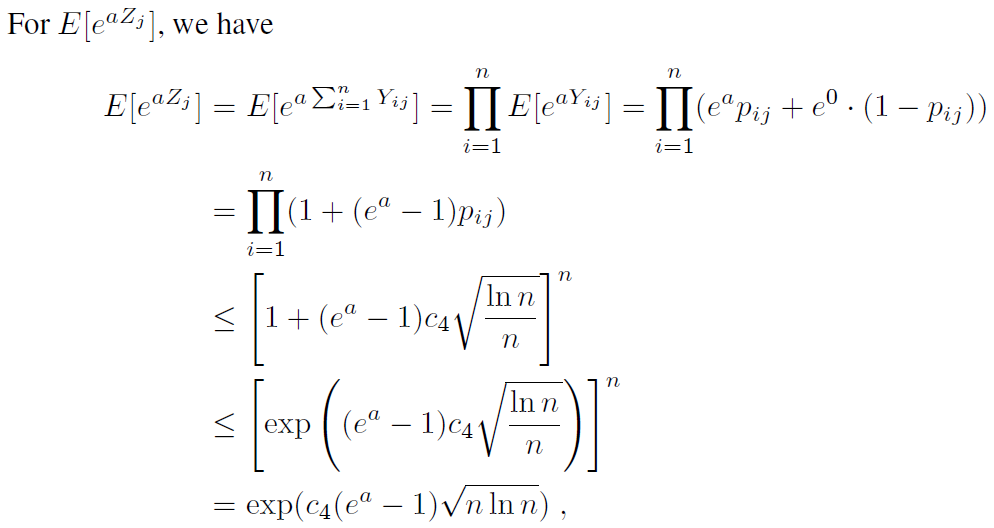 For $E[e^{aZ_j}]$, we have
$E[e^{aZ_j}] = E[e^{a \sum_{i=1}^{n} Y_{ij}}] = \prod_{i=1}^{n} E[e^{aY_{ij}}] = \prod_{i=1}^{n} (e^a p_{ij} + e^0 \cdot (1 - p_{ij}))$
$= \prod_{i=1}^{n} (1 + (e^a - 1)p_{ij})$
$\leq \left[ 1 + (e^a - 1)c_4 \sqrt{\frac{\ln n}{n}} \right]^n$
$\leq \left[ \exp \left( (e^a - 1)c_4 \sqrt{\frac{\ln n}{n}} \right) \right]^n$
$= \exp(c_4(e^a - 1)\sqrt{n \ln n}) \ ,$